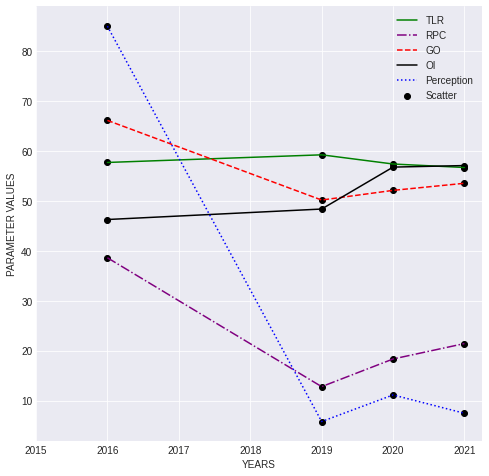 TLR
RPC
GO
OI
Perception
Scatter
80
70
60
50
40
30
20
10
PARAMETER VALUES
2015 2016 2017 2018 2019 2020 2021
YEARS